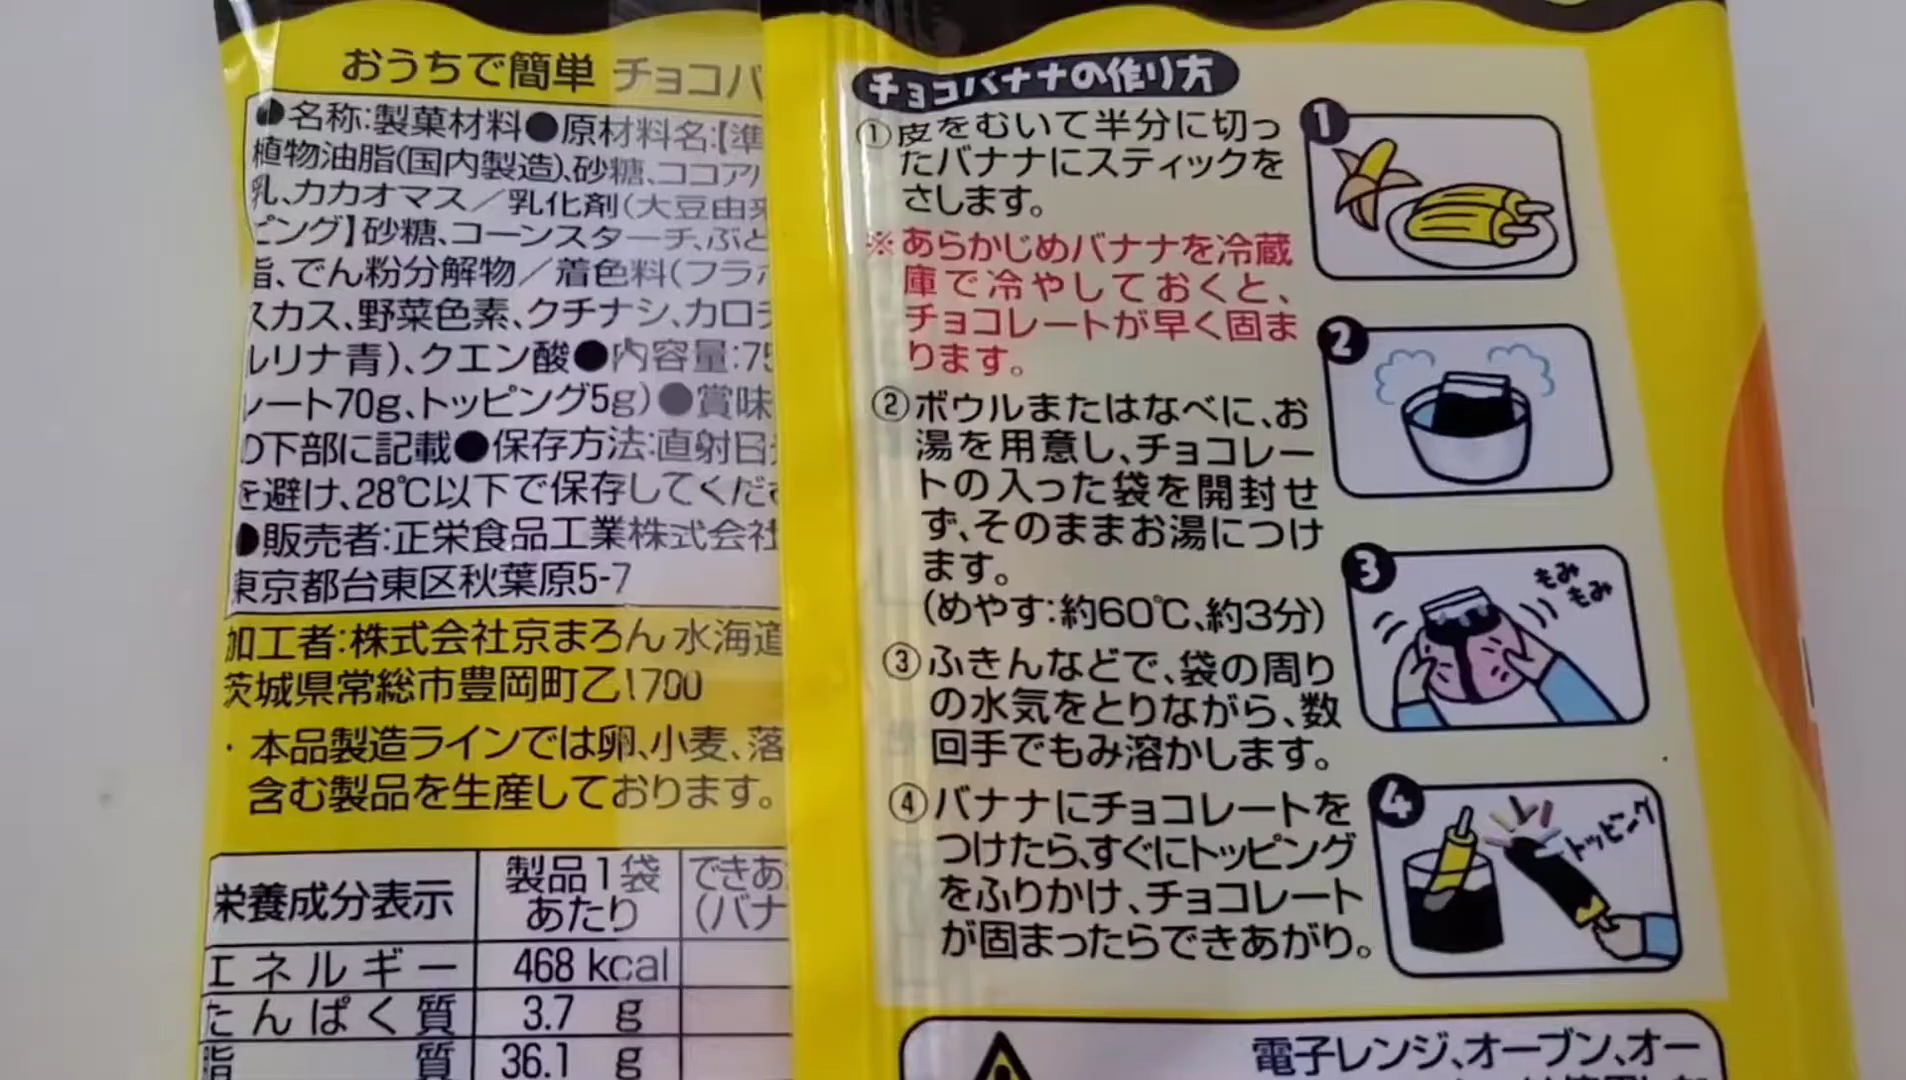 おうちで簡単 チョコバ
●名称:製菓材料●原材料名:【準
植物油脂(国内製造)、砂糖、ココア
乳、カカオマス／乳化剤(大豆由来
ピング】砂糖、コーンスターチ、ぶど
脂、でん粉分解物／着色料(フラボ
スカス、野菜色素、クチナシ、カロチ
ルリナ青)、クエン酸●内容量:75
レート70g、トッピング5g)●賞味
の下部に記載●保存方法:直射日光
を避け、28℃以下で保存してくださ
●販売者:正栄食品工業株式会社
東京都台東区秋葉原5-7
加工者:株式会社京まろん 水海道
茨城県常総市豊岡町乙1700
・本品製造ラインでは卵、小麦、落
含む製品を生産しております。
栄養成分表示 製品1袋あたり できあ(バナ
エネルギー 468 kcal
たんぱく質 3.7 g
脂質 36.1 g
チョコバナナの作り方
①皮をむいて半分に切っ
たバナナにスティックを
さします。
※あらかじめバナナを冷蔵
庫で冷やしておくと、
チョコレートが早く固ま
ります。
②ボウルまたはなべに、お
湯を用意し、チョコレー
トの入った袋を開封せ
ず、そのままお湯につけ
ます。
(めやす:約60℃、約3分)
③ふきんなどで、袋の周り
の水気をとりながら、数
回手でもみ溶かします。
④バナナにチョコレートを
つけたら、すぐにトッピング
をふりかけ、チョコレート
が固まったらできあがり。
1
2
3
もみ
もみ
4
トッピング
電子レンジ、オーブン、オー